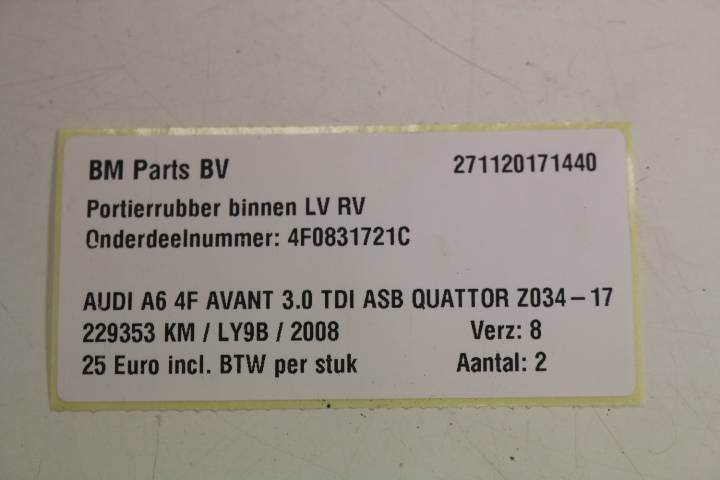 BM Parts BV 271120171440
Portierrubber binnen LV RV
Onderdeelnummer: 4F0831721C
AUDI A6 4F AVANT 3.0 TDI ASB QUATTOR Z034-17
229353 KM / LY9B / 2008 Verz: 8
25 Euro incl. BTW per stuk Aantal: 2